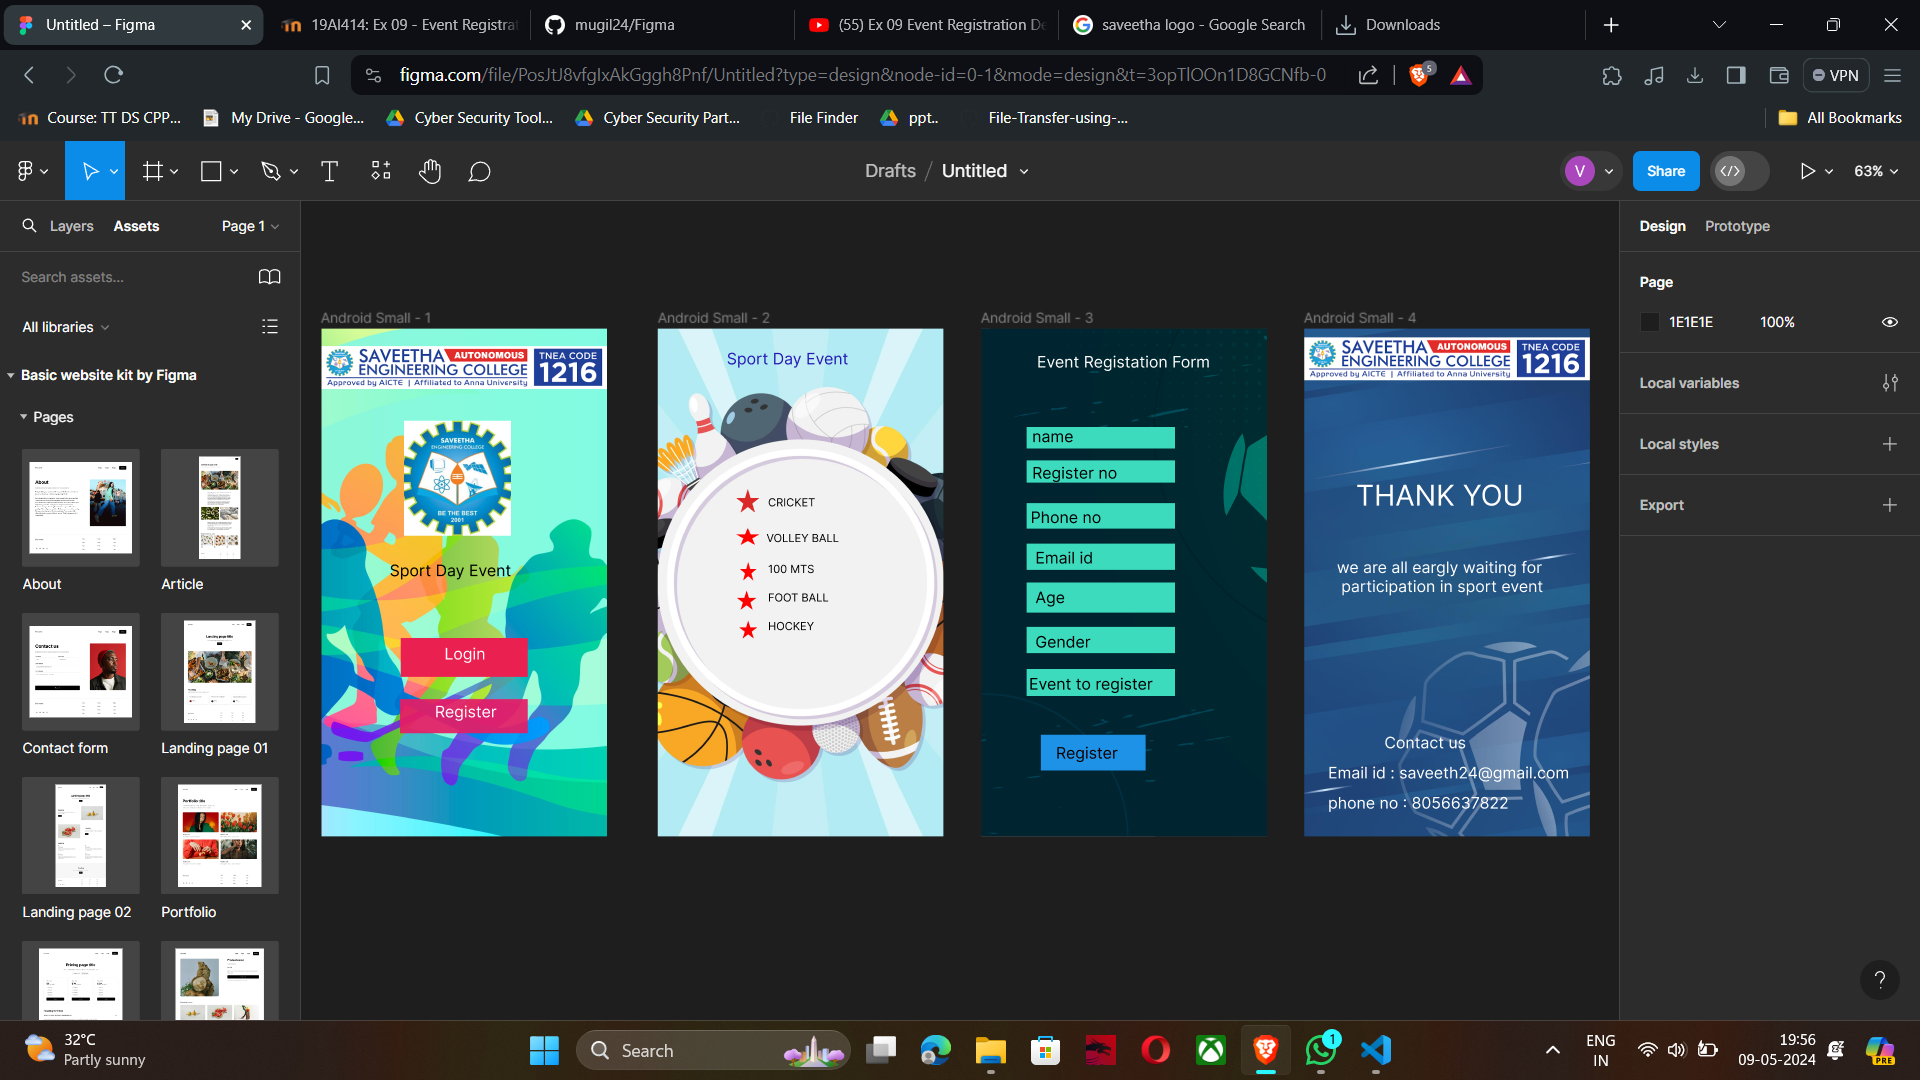 Untitled – Figma
19AI414: Ex 09 - Event Registrat
mugil24/Figma
(55) Ex 09 Event Registration De
saveetha logo - Google Search
Downloads
figma.com/file/PosJtJ8vfgIxAkGggh8Pnf/Untitled?type=design&node-id=0-1&mode=design&t=3opTlOOn1D8GCNfb-0
5
VPN
Course: TT DS CPP...
My Drive - Google...
Cyber Security Tool...
Cyber Security Part...
File Finder
ppt..
File-Transfer-using-...
All Bookmarks
Drafts / Untitled
V
Share
63%
Layers
Assets
Page 1
Search assets...
All libraries
Basic website kit by Figma
Pages
About
Article
Contact form
Landing page 01
Landing page 02
Portfolio
Android Small - 1
SAVEETHA AUTONOMOUS
ENGINEERING COLLEGE
Approved by AICTE | Affiliated to Anna University
TNEA CODE
1216
SAVEETHA
ENGINEERING COLLEGE
BE THE BEST
2001
Sport Day Event
Login
Register
Android Small - 2
Sport Day Event
CRICKET
VOLLEY BALL
100 MTS
FOOT BALL
HOCKEY
Android Small - 3
Event Registation Form
name
Register no
Phone no
Email id
Age
Gender
Event to register
Register
Android Small - 4
SAVEETHA AUTONOMOUS
ENGINEERING COLLEGE
Approved by AICTE | Affiliated to Anna University
TNEA CODE
1216
THANK YOU
we are all eargly waiting for
participation in sport event
Contact us
Email id : saveeth24@gmail.com
phone no : 8056637822
Design
Prototype
Page
1E1E1E
100%
Local variables
Local styles
Export
?
32°C
Partly sunny
Search
1
ENG
IN
19:56
09-05-2024
PRE